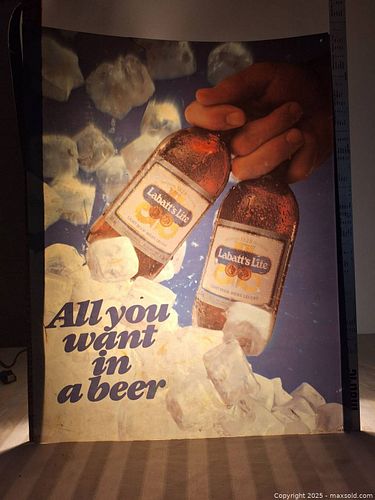 Labatt's Lite
Labatt's Lite
All you
want
in
a beer
Copyright 2025 - maxsold.com